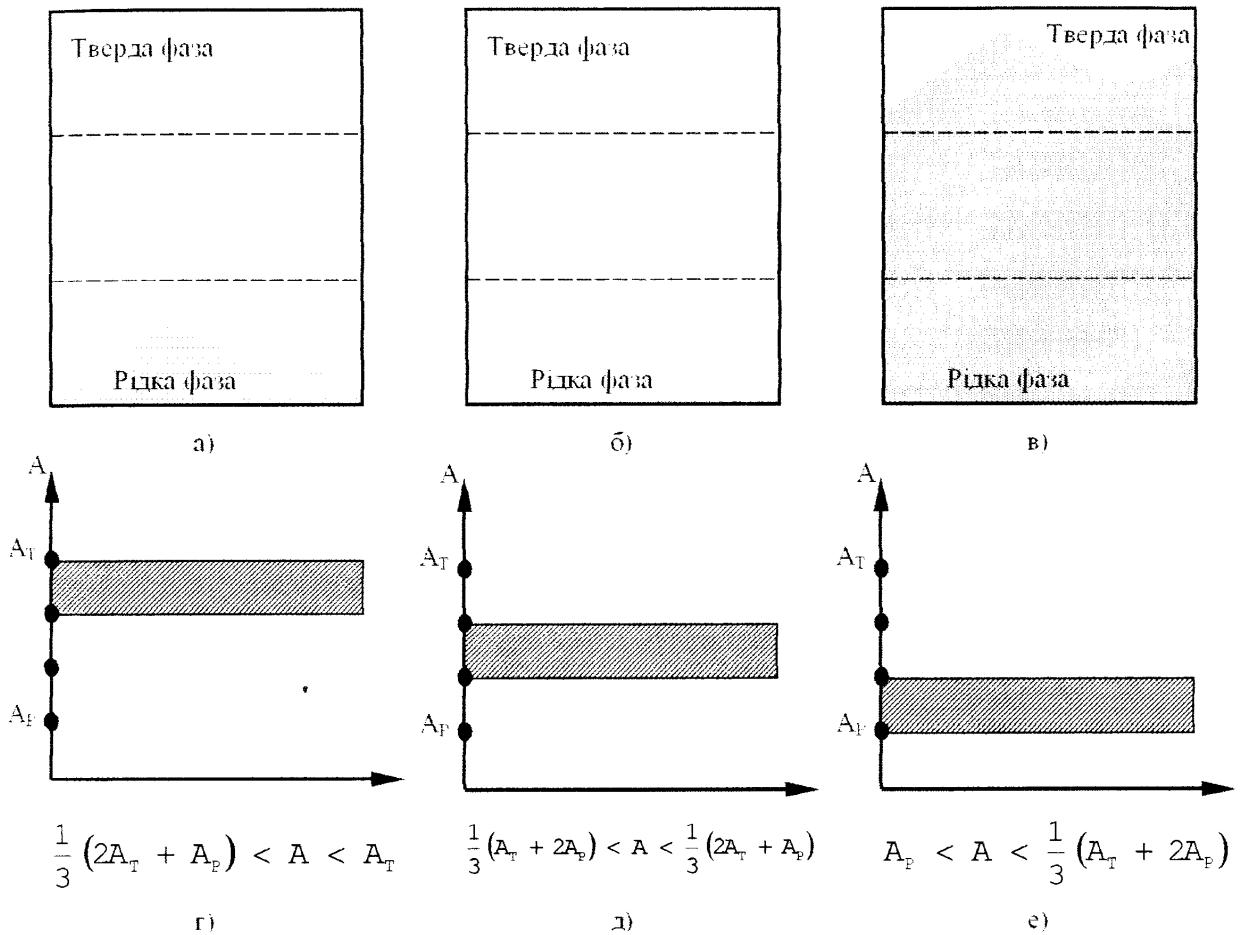 Тверда фаза
Рідка фаза
а)
Тверда фаза
Рідка фаза
б)
Тверда фаза
Рідка фаза
в)
A
A_T
A_P
A
A_T
A_P
A
A_T
A_P
1/3 (2A_T + A_P) < A < A_T
1/3 (A_T + 2A_P) < A < 1/3 (2A_T + A_P)
A_P < A < 1/3 (A_T + 2A_P)
г)
д)
е)